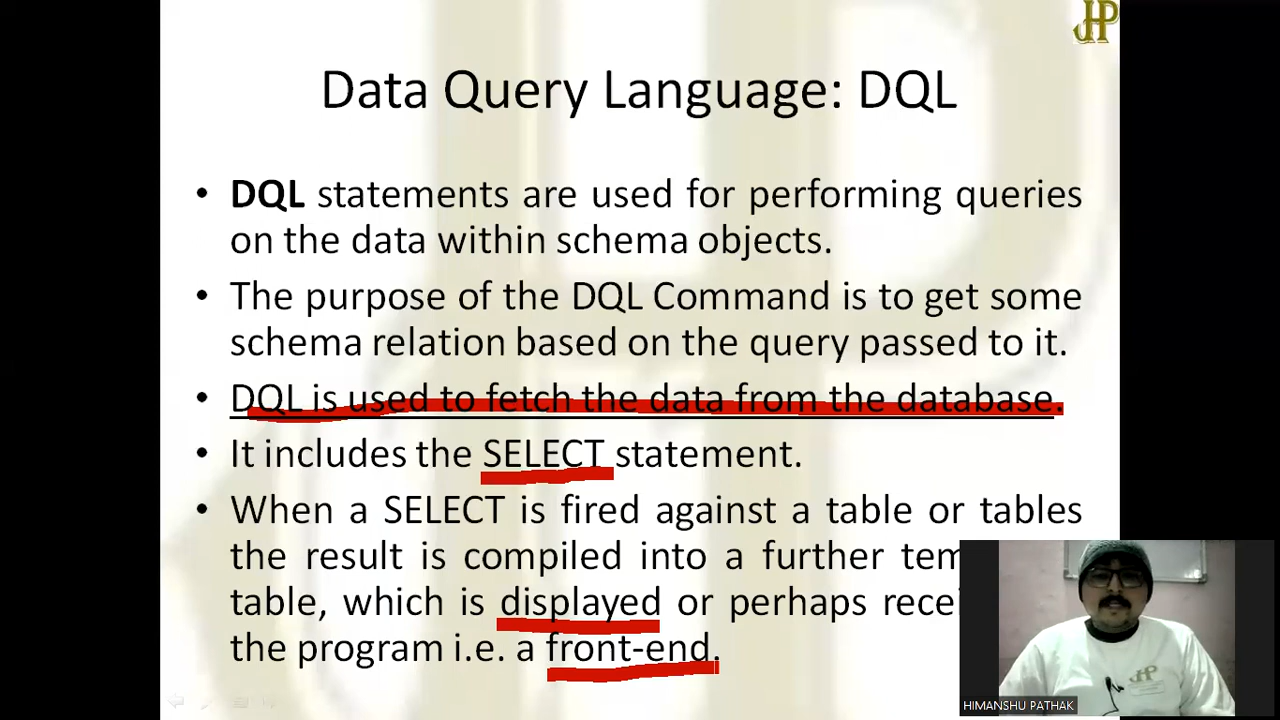 JHP
Data Query Language: DQL
• DQL statements are used for performing queries
on the data within schema objects.
• The purpose of the DQL Command is to get some
schema relation based on the query passed to it.
• DQL is used to fetch the data from the database.
• It includes the SELECT statement.
• When a SELECT is fired against a table or tables
the result is compiled into a further
table, which is displayed or perhaps
the program i.e. a front-end.
JHP
HIMANSHU PATHAK